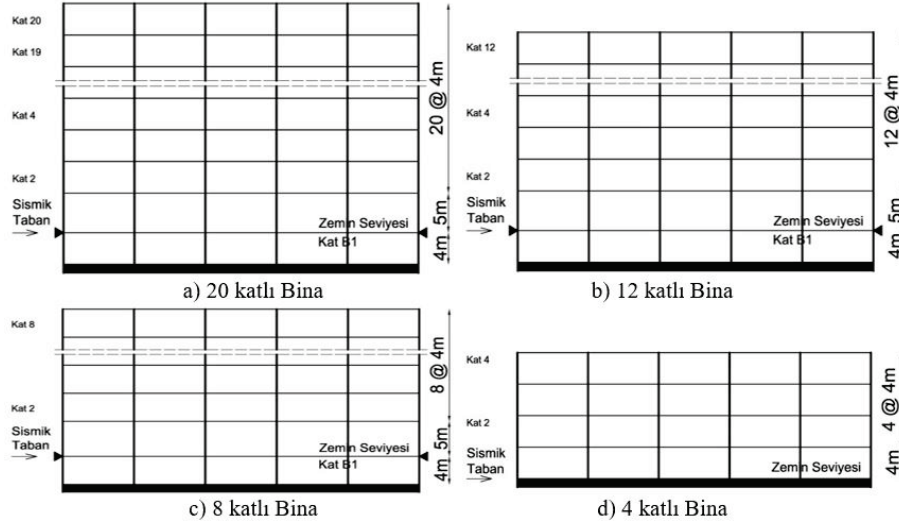 Kat 20
Kat 19
Kat 4
Kat 2
Sismik
Taban
Zemin Seviyesi
Kat B1
20 @ 4m
5m
4m
a) 20 katlı Bina
Kat 12
Kat 4
Kat 2
Sismik
Taban
Zemin Seviyesi
Kat B1
12 @ 4m
5m
4m
b) 12 katlı Bina
Kat 8
Kat 2
Sismik
Taban
Zemin Seviyesi
Kat B1
8 @ 4m
5m
4m
c) 8 katlı Bina
Kat 4
Kat 2
Sismik
Taban
Zemin Seviyesi
4 @ 4m
4m
d) 4 katlı Bina